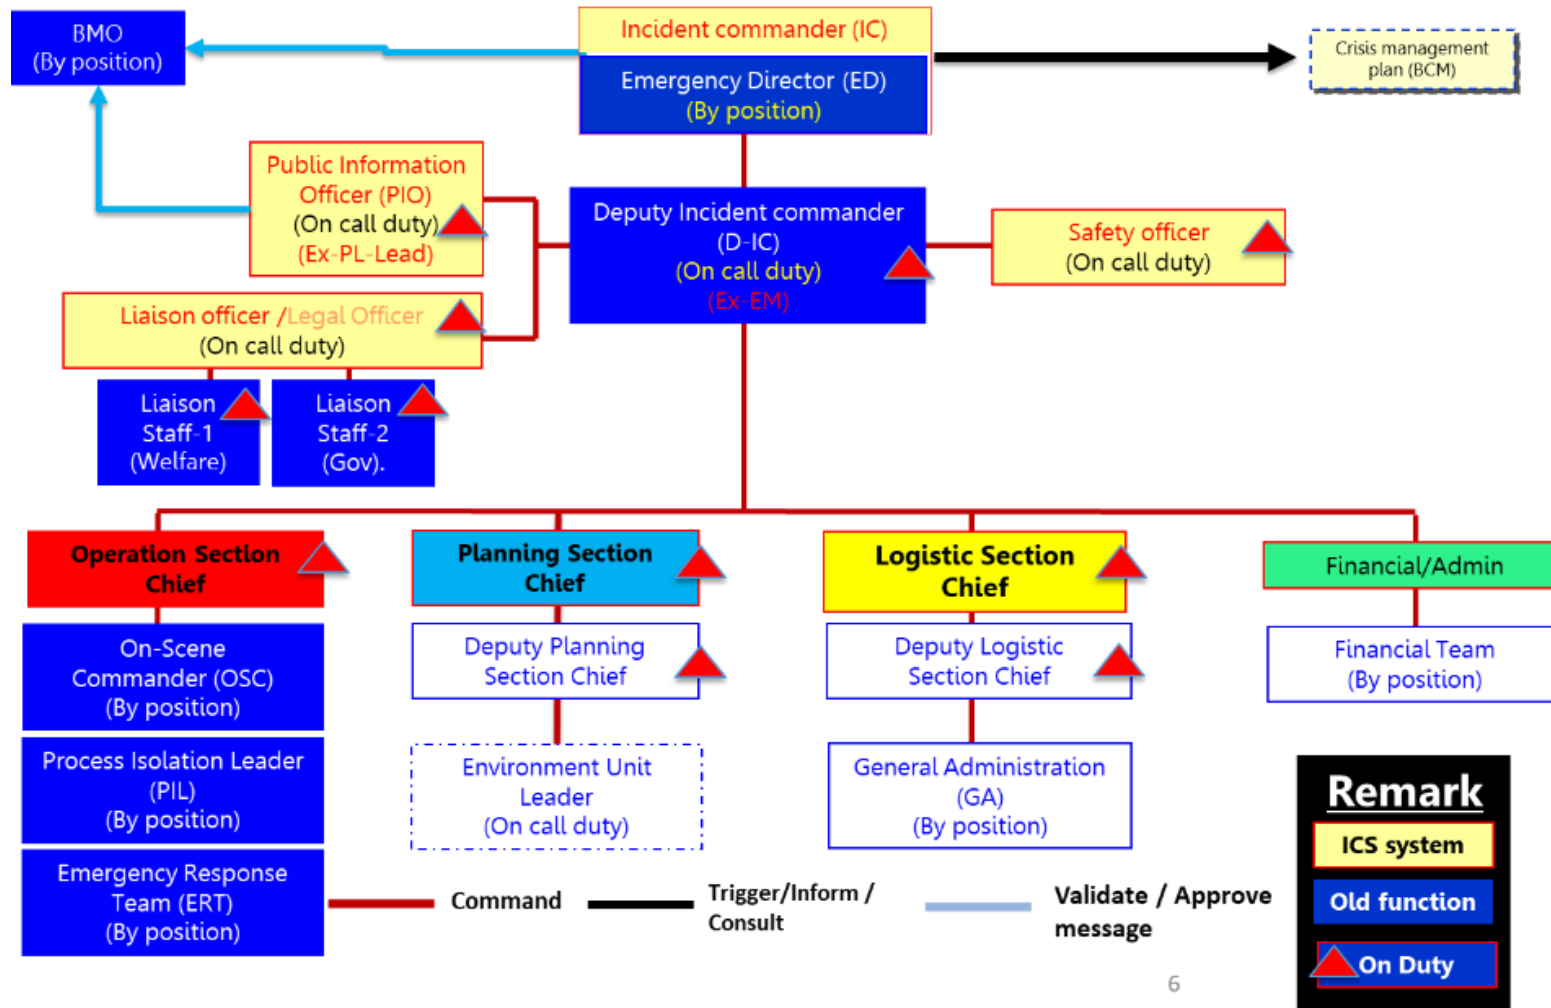 BMO
(By position)
Incident commander (IC)
Emergency Director (ED)
(By position)
Crisis management
plan (BCM)
Public Information
Officer (PIO)
(On call duty)
(Ex-PL-Lead)
Deputy Incident commander
(D-IC)
(On call duty)
(Ex-EM)
Safety officer
(On call duty)
Liaison officer /Legal Officer
(On call duty)
Liaison
Staff-1
(Welfare)
Liaison
Staff-2
(Gov).
Operation Section
Chief
Planning Section
Chief
Logistic Section
Chief
Financial/Admin
On-Scene
Commander (OSC)
(By position)
Deputy Planning
Section Chief
Deputy Logistic
Section Chief
Financial Team
(By position)
Process Isolation Leader
(PIL)
(By position)
Environment Unit
Leader
(On call duty)
General Administration
(GA)
(By position)
Emergency Response
Team (ERT)
(By position)
Command
Trigger/Inform /
Consult
Validate / Approve
message
Remark
ICS system
Old function
On Duty
6